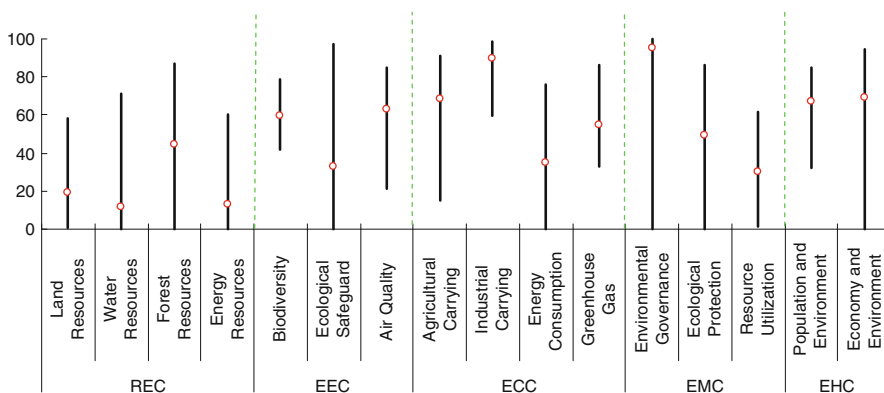 100
80
60
40
20
0
Land
Resources
Water
Resources
Forest
Resources
Energy
Resources
Biodiversity
Ecological
Safeguard
Air Quality
Agricultural
Carrying
Industrial
Carrying
Energy
Consumption
Greenhouse
Gas
Environmental
Governance
Ecological
Protection
Resource
Utilization
Population and
Environment
Economy and
Environment
REC
EEC
ECC
EMC
EHC